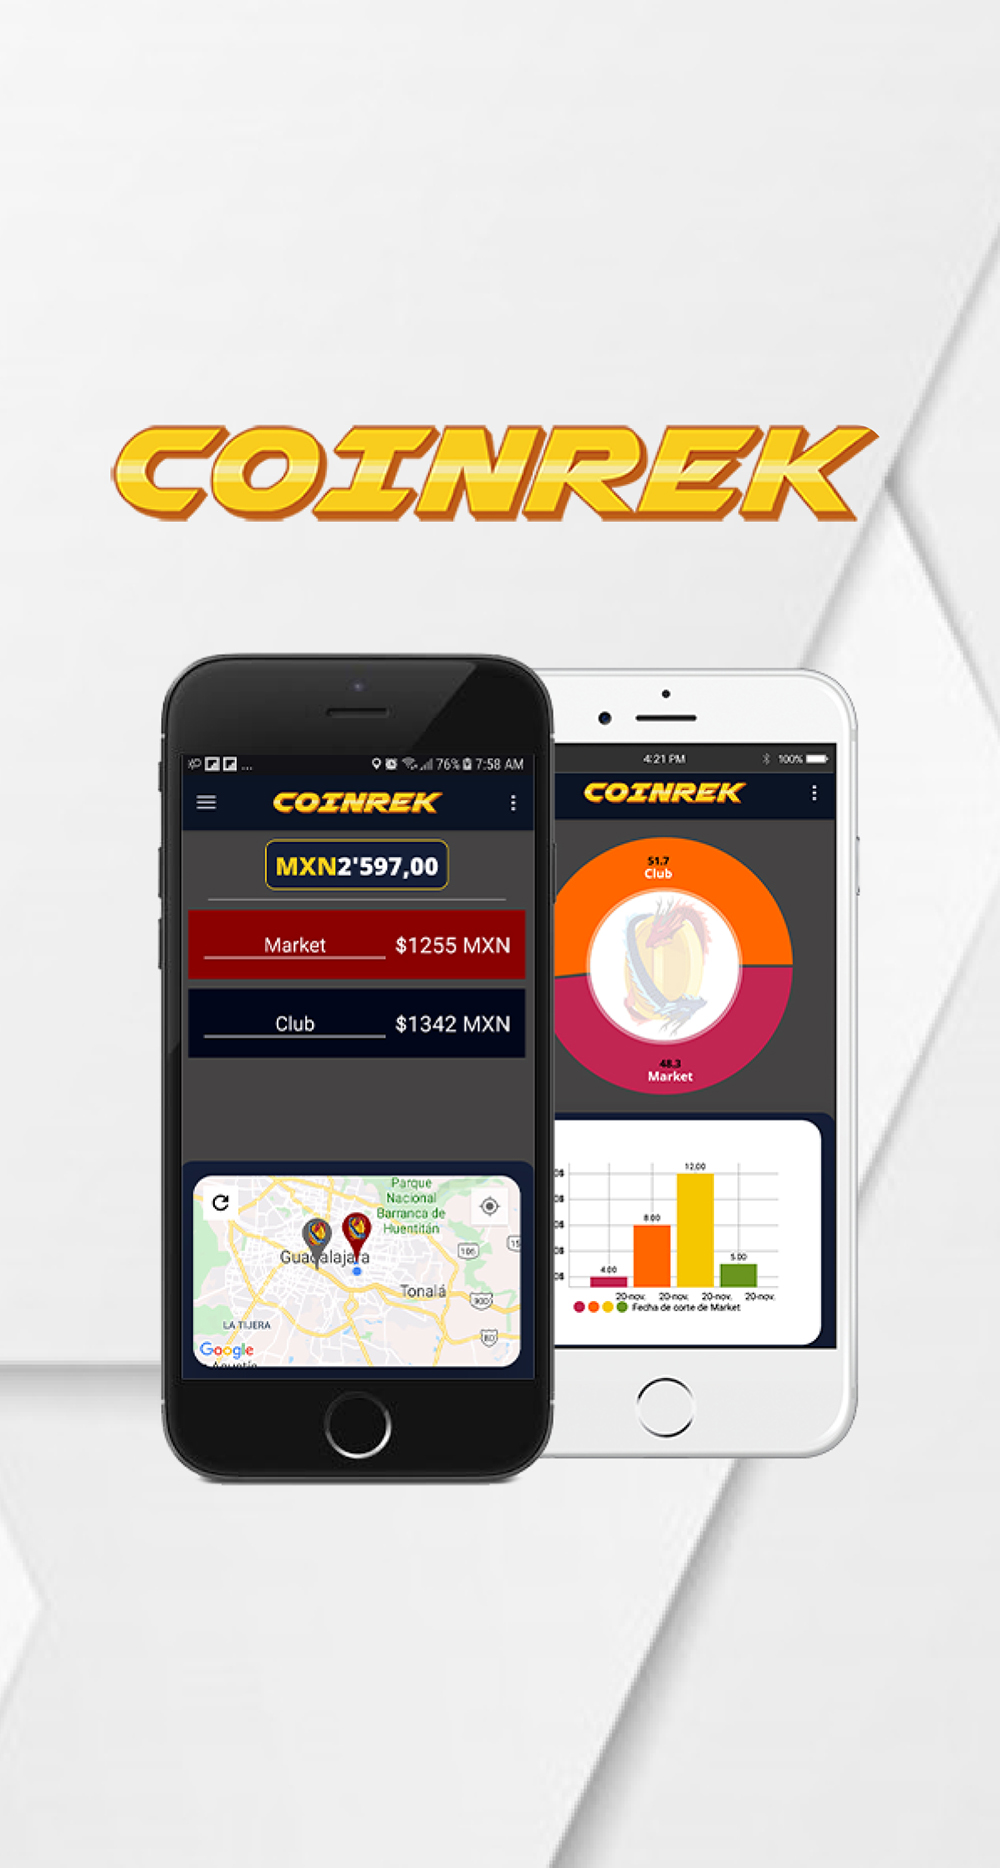 COINREK
... 76% 7:58 AM
COINREK
MXN2'597,00
Market $1255 MXN
Club $1342 MXN
Parque
Nacional
Barranca de
Huentitán
Guadalajara
Tonalá
LA TIJERA
Google
4:21 PM 100%
COINREK
51.7
Club
48.3
Market
12.00
8.00
4.00
5.00
20-nov. 20-nov. 20-nov. 20-nov.
Fecha de corte de Market